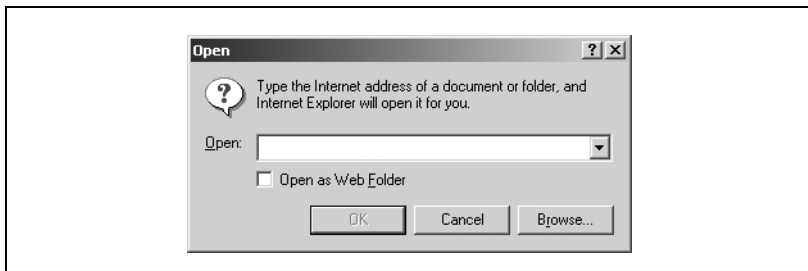 Open
Type the Internet address of a document or folder, and
Internet Explorer will open it for you.
Open:
Open as Web Folder
OK
Cancel
Browse...